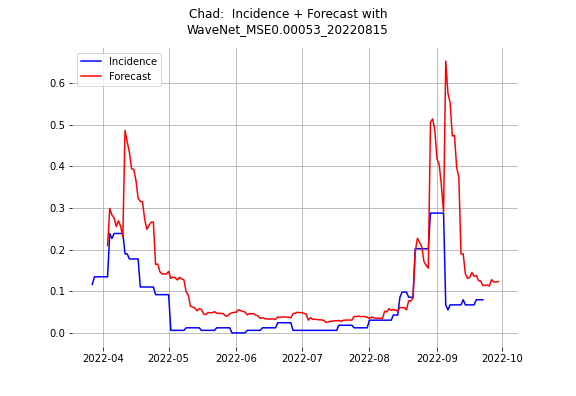 Chad:  Incidence + Forecast with
WaveNet_MSE0.00053_20220815
Incidence
Forecast
0.6
0.5
0.4
0.3
0.2
0.1
0.0
2022-04 2022-05 2022-06 2022-07 2022-08 2022-09 2022-10